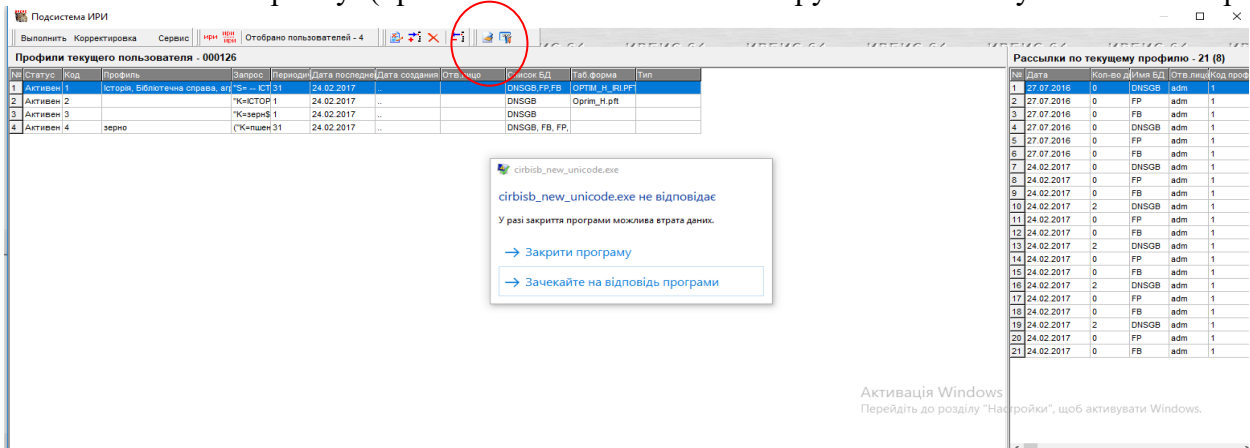 Подсистема ИРИ
Выполнить Корректировка Сервис ири ири ири Отобрано пользователей - 4
Профили текущего пользователя - 000126
№ Статус Код Профиль Запрос Периоди Дата последне Дата создания Отв.лицо Список БД Таб.форма Тип
1 Активен 1 Історія, Бібліотечна справа, аг "S= -- ІСТ 31 24.02.2017 .. DNSGB,FP,FB OPTIM_H_IRI.PFT
2 Активен 2 "K=ІСТОР 1 24.02.2017 .. DNSGB Oprim_H.pft
3 Активен 3 "K=зерн$ 1 24.02.2017 .. DNSGB
4 Активен 4 зерно ("K=пшен 31 24.02.2017 .. DNSGB, FB, FP,
Рассылки по текущему профилю - 21 (8)
№ Дата Кол-во д Имя БД Отв.лицо Код проф
1 27.07.2016 0 DNSGB adm 1
2 27.07.2016 0 FP adm 1
3 27.07.2016 0 FB adm 1
4 27.07.2016 0 DNSGB adm 1
5 27.07.2016 0 FP adm 1
6 27.07.2016 0 FB adm 1
7 24.02.2017 0 DNSGB adm 1
8 24.02.2017 0 FP adm 1
9 24.02.2017 0 FB adm 1
10 24.02.2017 2 DNSGB adm 1
11 24.02.2017 0 FP adm 1
12 24.02.2017 0 FB adm 1
13 24.02.2017 2 DNSGB adm 1
14 24.02.2017 0 FP adm 1
15 24.02.2017 0 FB adm 1
16 24.02.2017 2 DNSGB adm 1
17 24.02.2017 0 FP adm 1
18 24.02.2017 0 FB adm 1
19 24.02.2017 2 DNSGB adm 1
20 24.02.2017 0 FP adm 1
21 24.02.2017 0 FB adm 1
cirbisb_new_unicode.exe
cirbisb_new_unicode.exe не відповідає
У разі закриття програми можлива втрата даних.
→ Закрити програму
→ Зачекайте на відповідь програми
Активація Windows
Перейдіть до розділу "Настройки", щоб активувати Windows.